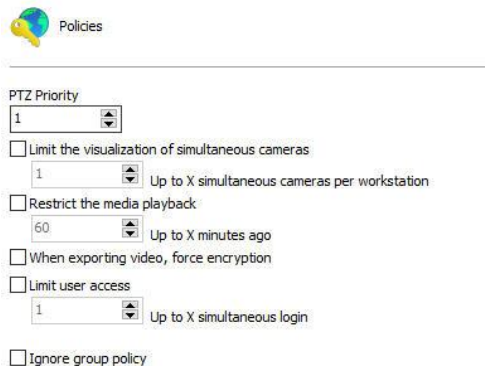 Policies
PTZ Priority
1
Limit the visualization of simultaneous cameras
1 Up to X simultaneous cameras per workstation
Restrict the media playback
60 Up to X minutes ago
When exporting video, force encryption
Limit user access
1 Up to X simultaneous login
Ignore group policy